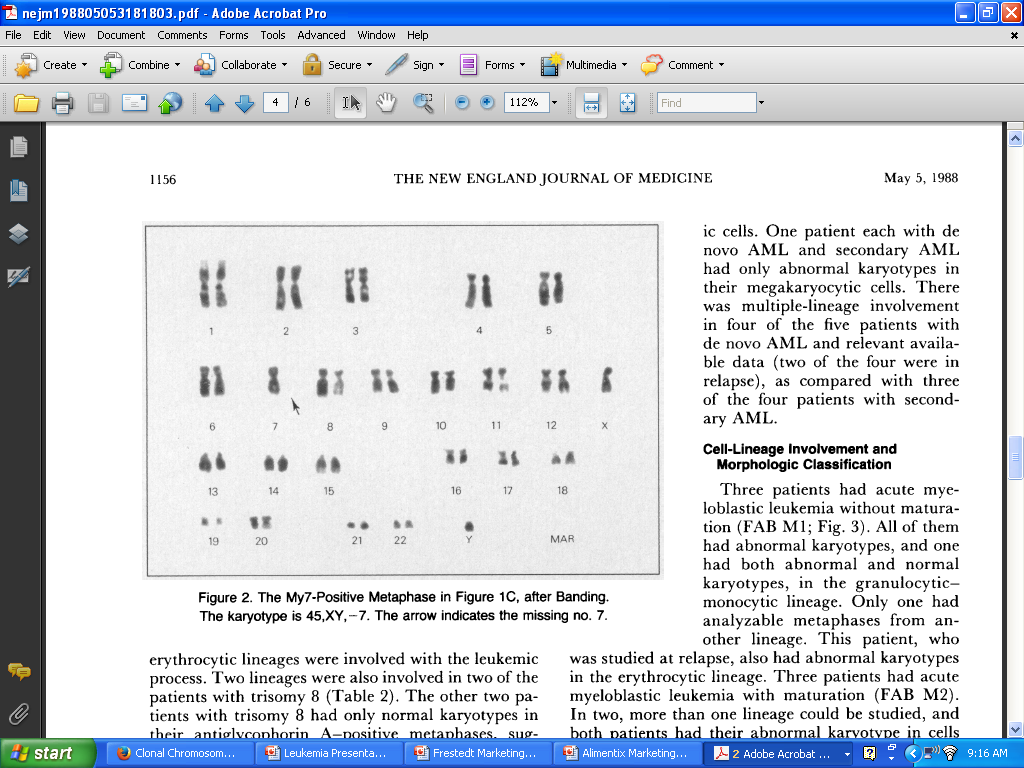 nejm198805053181803.pdf - Adobe Acrobat Pro
File Edit View Document Comments Forms Tools Advanced Window Help
Create Combine Collaborate Secure Sign Forms Multimedia Comment
4 / 6 112% Find
1156 THE NEW ENGLAND JOURNAL OF MEDICINE May 5, 1988
1 2 3 4 5
6 7 8 9 10 11 12 X
13 14 15 16 17 18
19 20 21 22 Y MAR
Figure 2. The My7-Positive Metaphase in Figure 1C, after Banding.
The karyotype is 45,XY,−7. The arrow indicates the missing no. 7.
erythrocytic lineages were involved with the leukemic
process. Two lineages were also involved in two of the
patients with trisomy 8 (Table 2). The other two pa-
tients with trisomy 8 had only normal karyotypes in
their antiglycophorin A–positive metaphases, sug-
ic cells. One patient each with de
novo AML and secondary AML
had only abnormal karyotypes in
their megakaryocytic cells. There
was multiple-lineage involvement
in four of the five patients with
de novo AML and relevant availa-
ble data (two of the four were in
relapse), as compared with three
of the four patients with second-
ary AML.
Cell-Lineage Involvement and
Morphologic Classification
Three patients had acute mye-
loblastic leukemia without matura-
tion (FAB M1; Fig. 3). All of them
had abnormal karyotypes, and one
had both abnormal and normal
karyotypes, in the granulocytic–
monocytic lineage. Only one had
analyzable metaphases from an-
other lineage. This patient, who
was studied at relapse, also had abnormal karyotypes
in the erythrocytic lineage. Three patients had acute
myeloblastic leukemia with maturation (FAB M2).
In two, more than one lineage could be studied, and
both patients had their abnormal karyotype in cells
start Clonal Chromosom... Leukemia Presenta... Frestedt Marketing... Alimentix Marketing... 2 Adobe Acrobat ... 9:16 AM